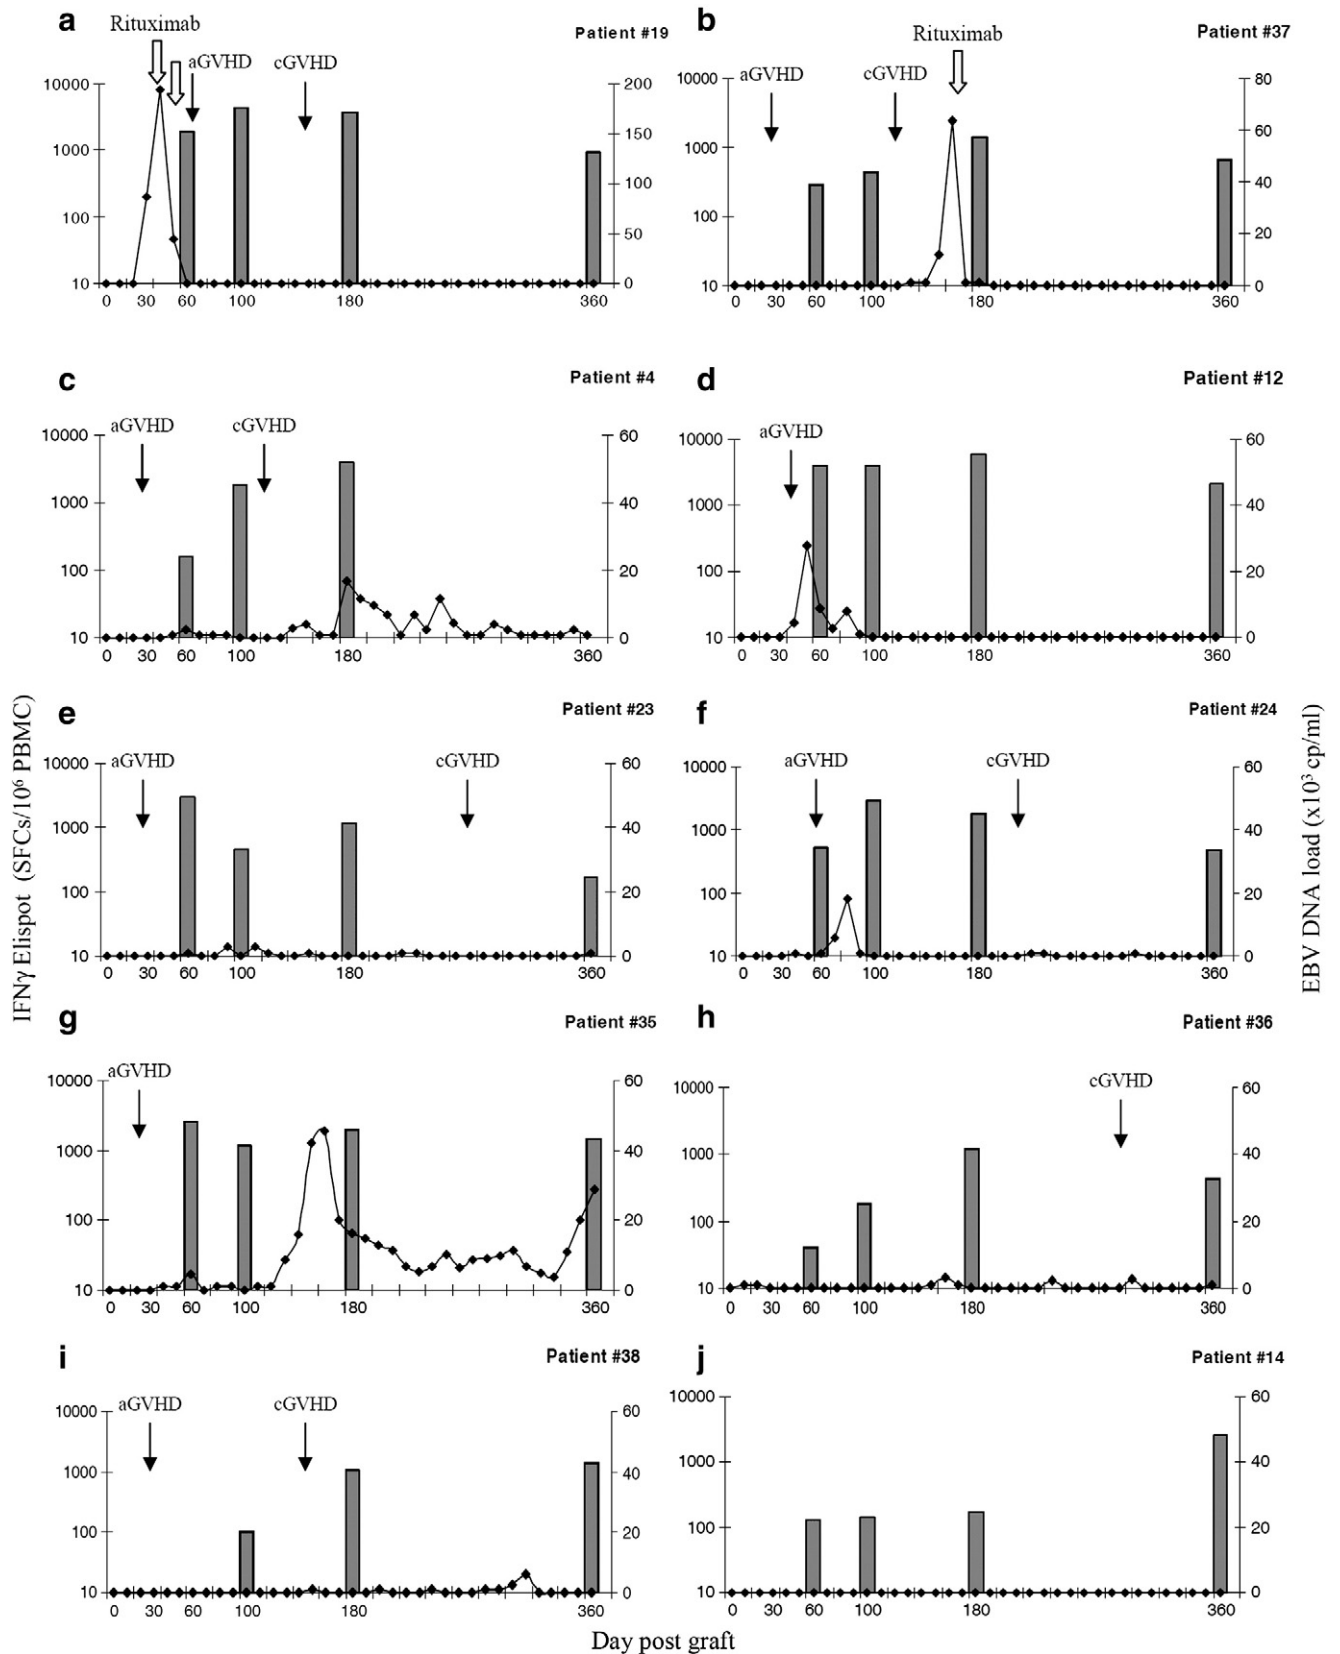 a
Rituximab
Patient #19
aGVHD cGVHD
10000 200
150
1000
100
100
50
10 0
0 30 60 100 180 360
b
Patient #37
Rituximab
aGVHD cGVHD
10000 80
60
1000
40
100
20
10 0
0 30 60 100 180 360
c
Patient #4
aGVHD cGVHD
10000 60
1000 40
100 20
10 0
0 30 60 100 180 360
d
Patient #12
aGVHD
10000 60
1000 40
100 20
10 0
0 30 60 100 180 360
e
Patient #23
aGVHD cGVHD
10000 60
1000 40
100 20
10 0
0 30 60 100 180 360
f
Patient #24
aGVHD cGVHD
10000 60
1000 40
100 20
10 0
0 30 60 100 180 360
g
Patient #35
aGVHD
10000 60
1000 40
100 20
10 0
0 30 60 100 180 360
h
Patient #36
cGVHD
10000 60
1000 40
100 20
10 0
0 30 60 100 180 360
i
Patient #38
aGVHD cGVHD
10000 60
1000 40
100 20
10 0
0 30 60 100 180 360
j
Patient #14
10000 60
1000 40
100 20
10 0
0 30 60 100 180 360
IFNγ Elispot (SFCs/10⁶ PBMC)
EBV DNA load (x10³ cp/ml)
Day post graft